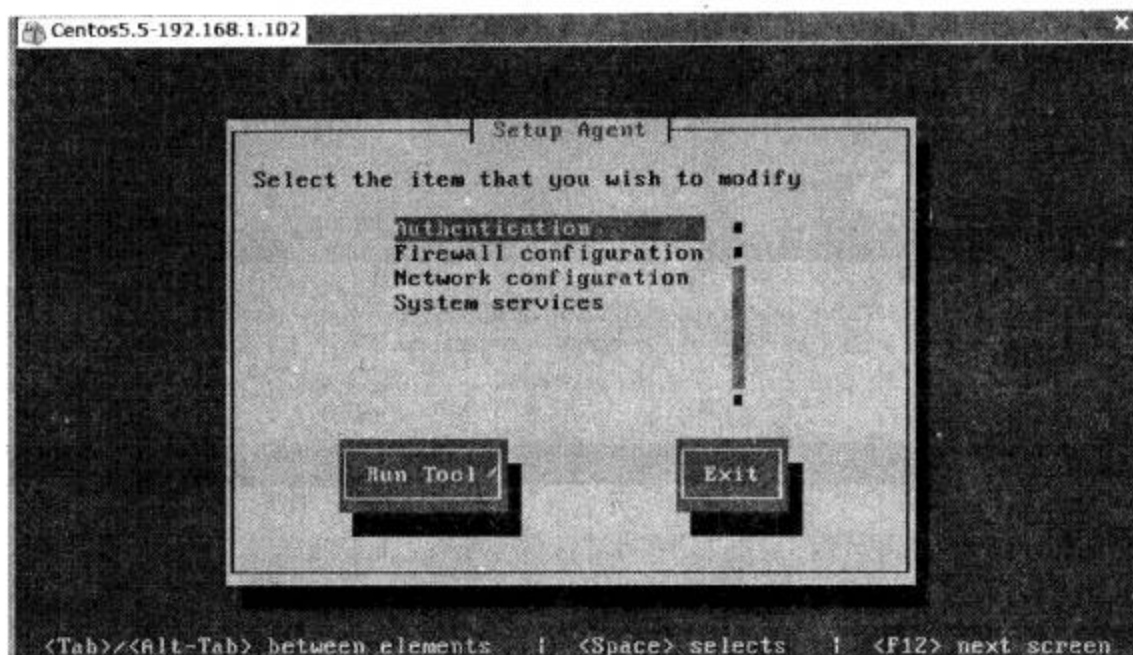 Centos5.5-192.168.1.102
Setup Agent
Select the item that you wish to modify
Authentication
Firewall configuration
Network configuration
System services
Run Tool
Exit
<Tab>/<Alt-Tab> between elements | <Space> selects | <F12> next screen